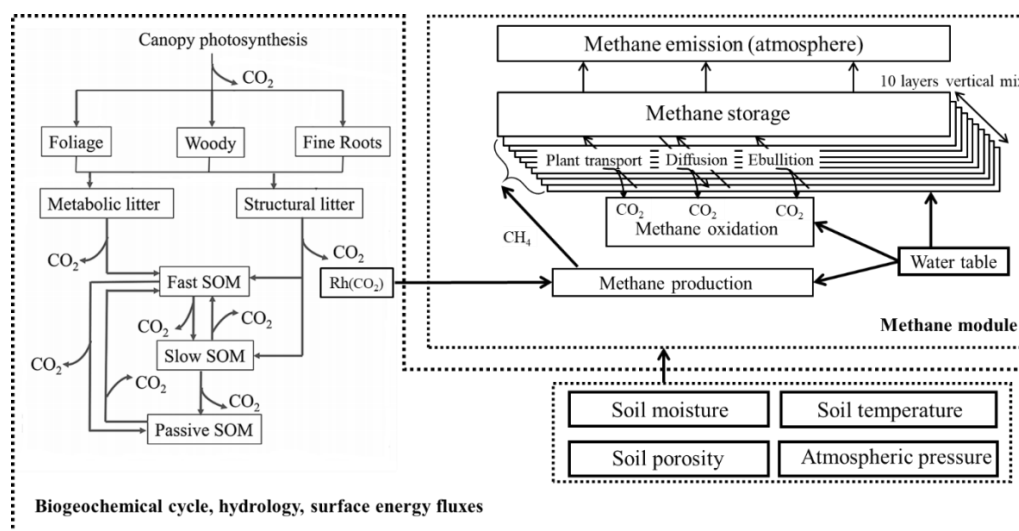 Canopy photosynthesis
CO2
Foliage
Woody
Fine Roots
Metabolic litter
Structural litter
CO2
CO2
Fast SOM
Rh(CO2)
CO2
CO2
CO2
Slow SOM
CO2
CO2
Passive SOM
Biogeochemical cycle, hydrology, surface energy fluxes
Methane emission (atmosphere)
10 layers vertical mix
Methane storage
Plant transport
Diffusion
Ebullition
CO2
CO2
CO2
Methane oxidation
CH4
Water table
Methane production
Methane module
Soil moisture
Soil temperature
Soil porosity
Atmospheric pressure